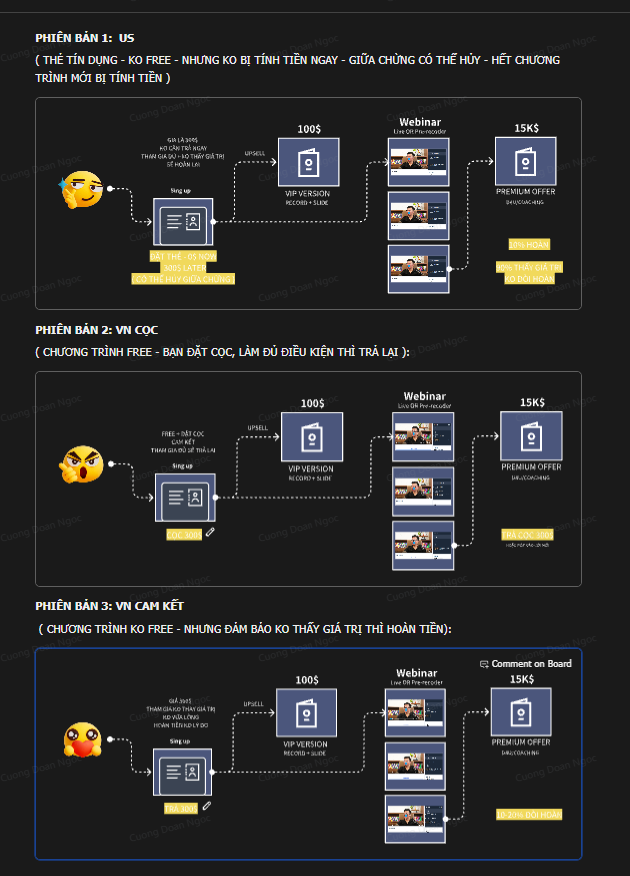 PHIÊN BẢN 1: US
( THẺ TÍN DỤNG - KO FREE - NHƯNG KO BỊ TÍNH TIỀN NGAY - GIỮA CHỪNG CÓ THỂ HỦY - HẾT CHƯƠNG
TRÌNH MỚI BỊ TÍNH TIỀN )
GIÁ LÀ 300$
KO CẦN TRẢ NGAY
THAM GIA ĐỦ + KO THẤY GIÁ TRỊ
SẼ HOÀN LẠI
Sing up
ĐẶT THẺ - 0$ NOW
300$ LATER
( CÓ THỂ HUỶ GIỮA CHỪNG )
UPSELL
100$
VIP VERSION
RECORD + SLIDE
Webinar
Live OR Pre-recoder
15K$
PREMIUM OFFER
D4U/COACHING
10% HOÀN
90% THẤY GIÁ TRỊ
KO ĐÒI HOÀN
PHIÊN BẢN 2: VN CỌC
( CHƯƠNG TRÌNH FREE - BẠN ĐẶT CỌC, LÀM ĐỦ ĐIỀU KIỆN THÌ TRẢ LẠI ):
FREE + ĐẶT CỌC
CAM KẾT
THAM GIA ĐỦ SẼ TRẢ LẠI
Sing up
CỌC 300$
UPSELL
100$
VIP VERSION
RECORD + SLIDE
Webinar
Live OR Pre-recoder
15K$
PREMIUM OFFER
D4U/COACHING
TRẢ CỌC 300$
PHIÊN BẢN 3: VN CAM KẾT
( CHƯƠNG TRÌNH KO FREE - NHƯNG ĐẢM BẢO KO THẤY GIÁ TRỊ THÌ HOÀN TIỀN):
Comment on Board
GIÁ 300$
THAM GIA KO THẤY GIÁ TRỊ
KO VỪA LÒNG
HOÀN TIỀN KO LÝ DO
Sing up
TRẢ 300$
UPSELL
100$
VIP VERSION
RECORD + SLIDE
Webinar
Live OR Pre-recoder
15K$
PREMIUM OFFER
D4U/COACHING
10-20% ĐÒI HOÀN
Cuong Doan Ngoc